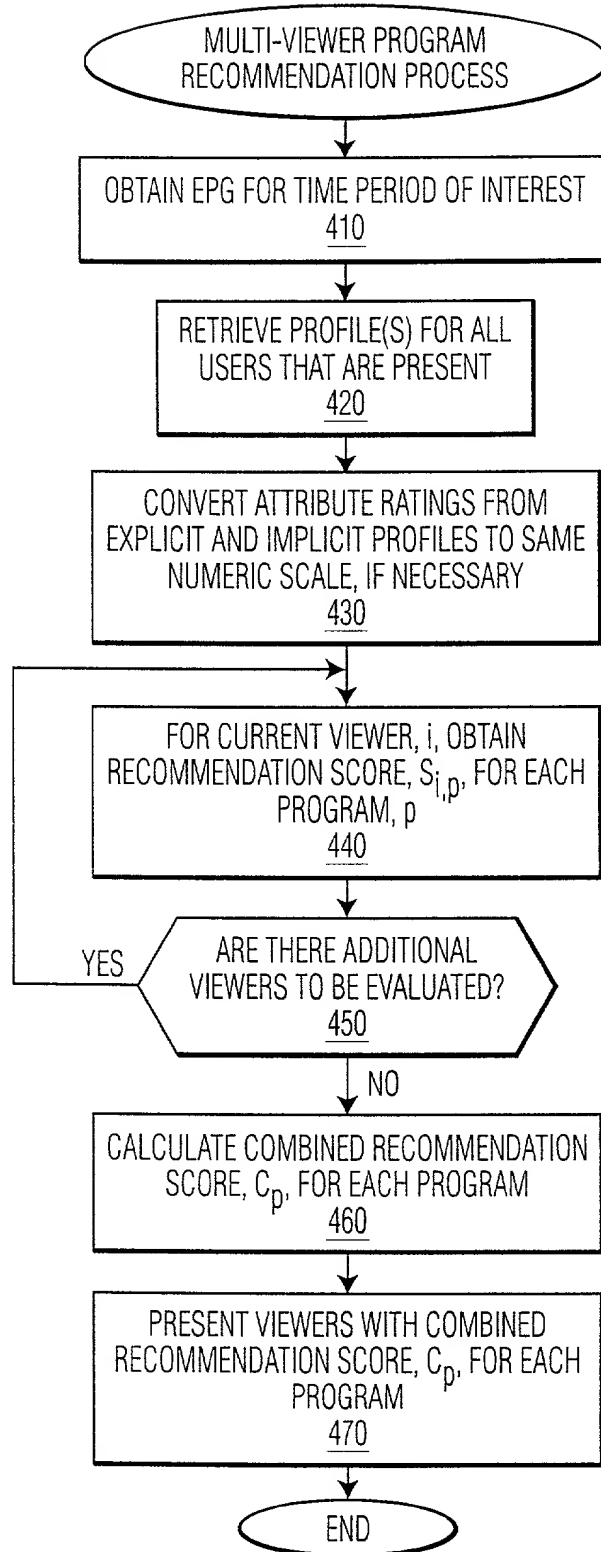 MULTI-VIEWER PROGRAM
RECOMMENDATION PROCESS
OBTAIN EPG FOR TIME PERIOD OF INTEREST
410
RETRIEVE PROFILE(S) FOR ALL
USERS THAT ARE PRESENT
420
CONVERT ATTRIBUTE RATINGS FROM
EXPLICIT AND IMPLICIT PROFILES TO SAME
NUMERIC SCALE, IF NECESSARY
430
FOR CURRENT VIEWER, i, OBTAIN
RECOMMENDATION SCORE, Si,p, FOR EACH
PROGRAM, p
440
YES
ARE THERE ADDITIONAL
VIEWERS TO BE EVALUATED?
450
NO
CALCULATE COMBINED RECOMMENDATION
SCORE, Cp, FOR EACH PROGRAM
460
PRESENT VIEWERS WITH COMBINED
RECOMMENDATION SCORE, Cp, FOR EACH
PROGRAM
470
END